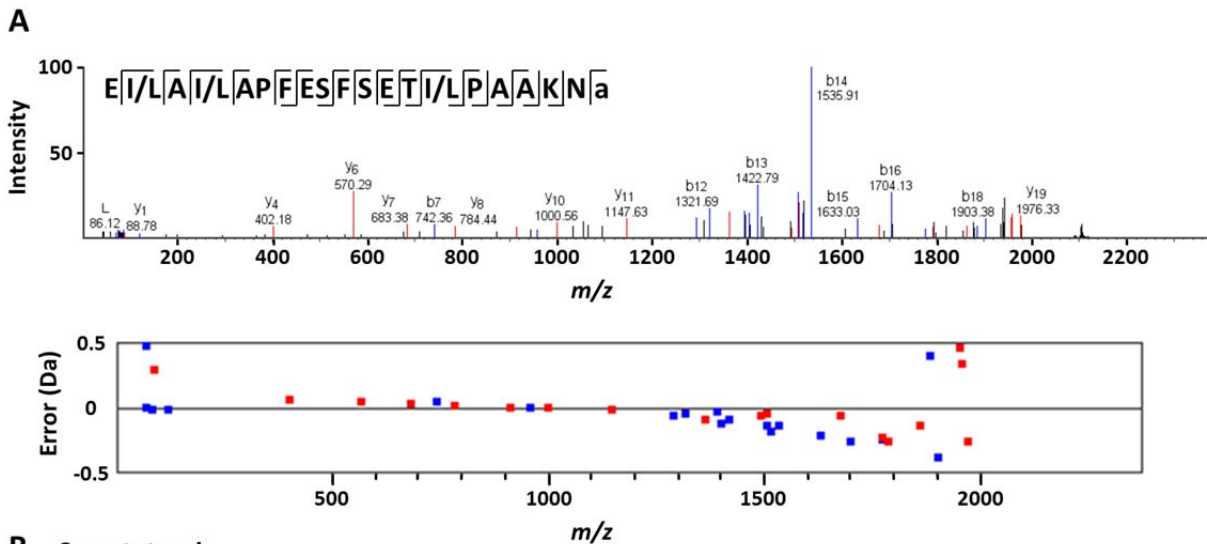 A
100
50
Intensity
EI/LAI/LAPFESFSETI/LPAAKNa
L
86.12
y1
88.78
y4
402.18
y6
570.29
y7
683.38
b7
742.36
y8
784.44
y10
1000.56
y11
1147.63
b12
1321.69
b13
1422.79
b14
1535.91
b15
1633.03
b16
1704.13
b18
1903.38
y19
1976.33
200 400 600 800 1000 1200 1400 1600 1800 2000 2200
m/z
0.5
0
-0.5
Error (Da)
500 1000 1500 2000
m/z